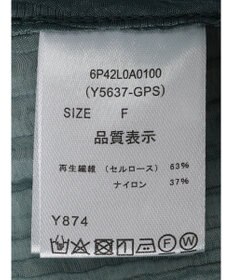 6P42L0A0100
(Y5637-GPS)
SIZE F
品質表示
再生繊維(セルロース) 63%
ナイロン 37%
Y874